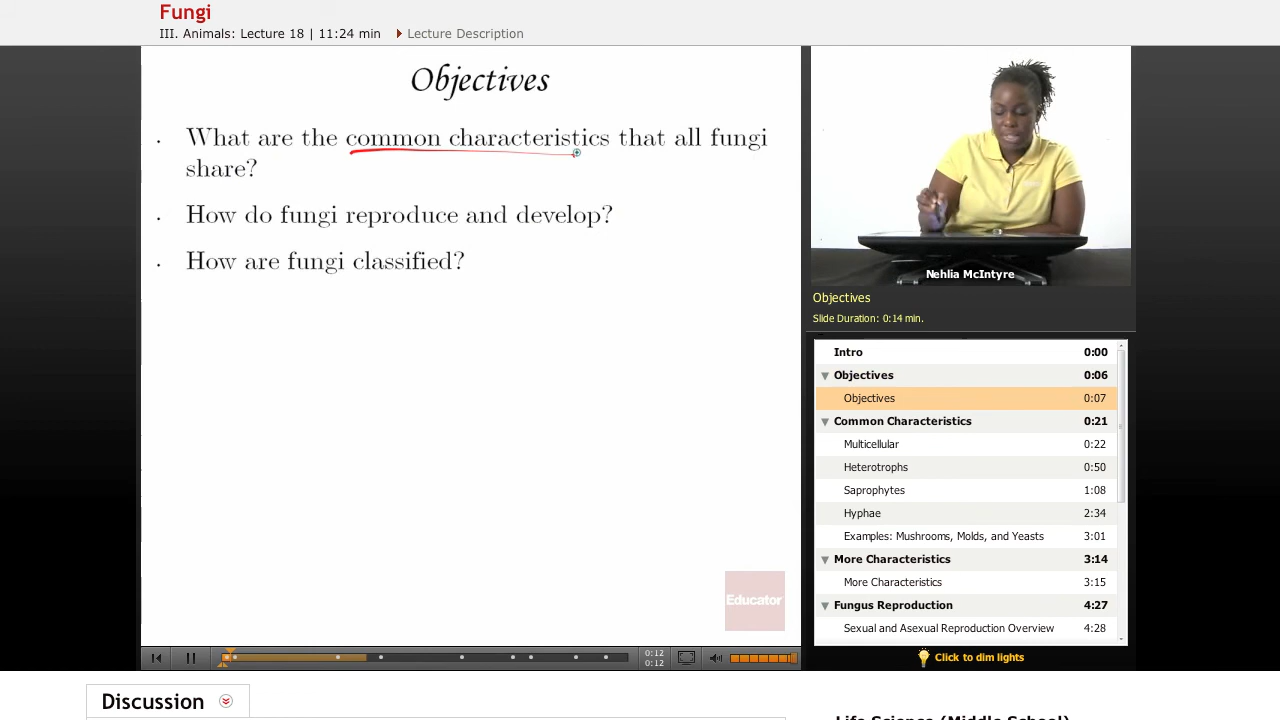 Fungi
III. Animals: Lecture 18 | 11:24 min Lecture Description
Objectives
What are the common characteristics that all fungi
share?
How do fungi reproduce and develop?
How are fungi classified?
Educator
Nehlia McIntyre
Objectives
Slide Duration: 0:14 min.
Intro 0:00
Objectives 0:06
Objectives 0:07
Common Characteristics 0:21
Multicellular 0:22
Heterotrophs 0:50
Saprophytes 1:08
Hyphae 2:34
Examples: Mushrooms, Molds, and Yeasts 3:01
More Characteristics 3:14
More Characteristics 3:15
Fungus Reproduction 4:27
Sexual and Asexual Reproduction Overview 4:28
0:12
0:12
Click to dim lights
Discussion
Life Science (Middle School)